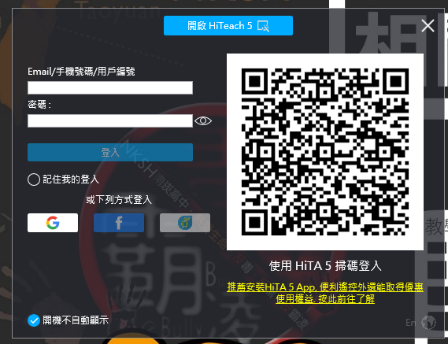 Taoyuan
開啟 HiTeach 5
Email/手機號碼/用戶編號
密碼 :
登入
記住我的登入
或下列方式登入
使用 HiTA 5 掃碼登入
推薦安裝HiTA 5 App, 便利遙控外還能取得優惠
使用權益, 按此前往了解
開機不自動顯示
En
霸凌